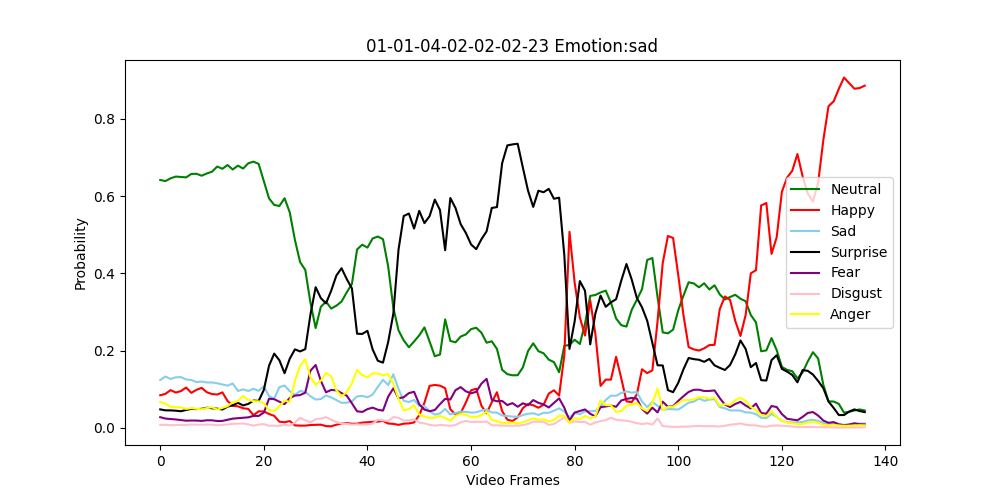 01-01-04-02-02-02-23 Emotion:sad
Probability
0.8
0.6
0.4
0.2
0.0
0 20 40 60 80 100 120 140
Video Frames
Neutral
Happy
Sad
Surprise
Fear
Disgust
Anger